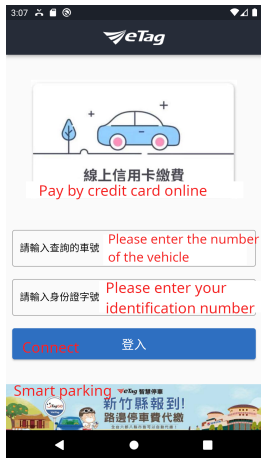 3:07
eTag
線上信用卡繳費
Pay by credit card online
請輸入查詢的車號
Please enter the number
of the vehicle
請輸入身份證字號
Please enter your
identification number
Connect
登入
Smart parking
eTag 智慧停車
新竹縣報到!
路邊停車費代繳